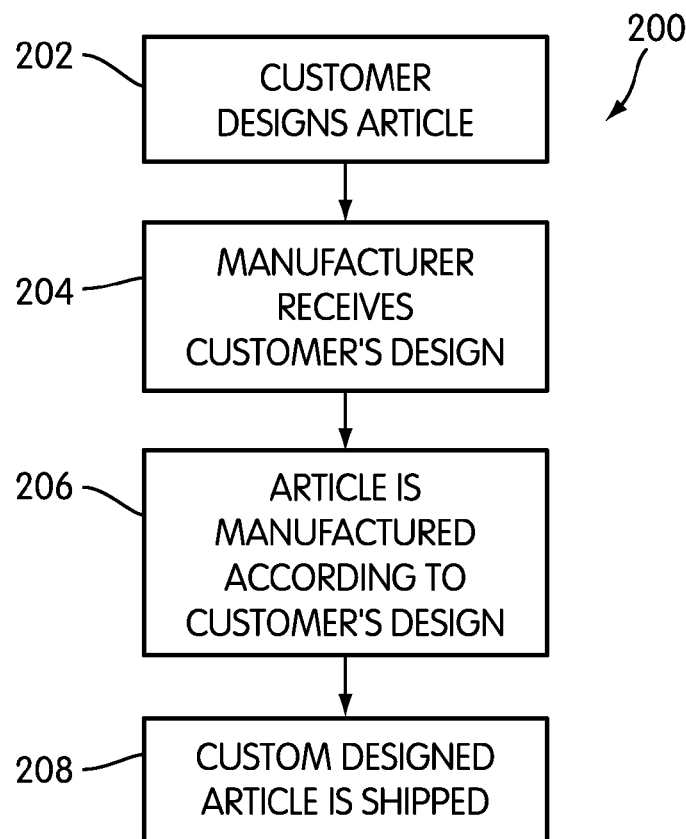 200
202
CUSTOMER
DESIGNS ARTICLE
204
MANUFACTURER
RECEIVES
CUSTOMER'S DESIGN
206
ARTICLE IS
MANUFACTURED
ACCORDING TO
CUSTOMER'S DESIGN
208
CUSTOM DESIGNED
ARTICLE IS SHIPPED